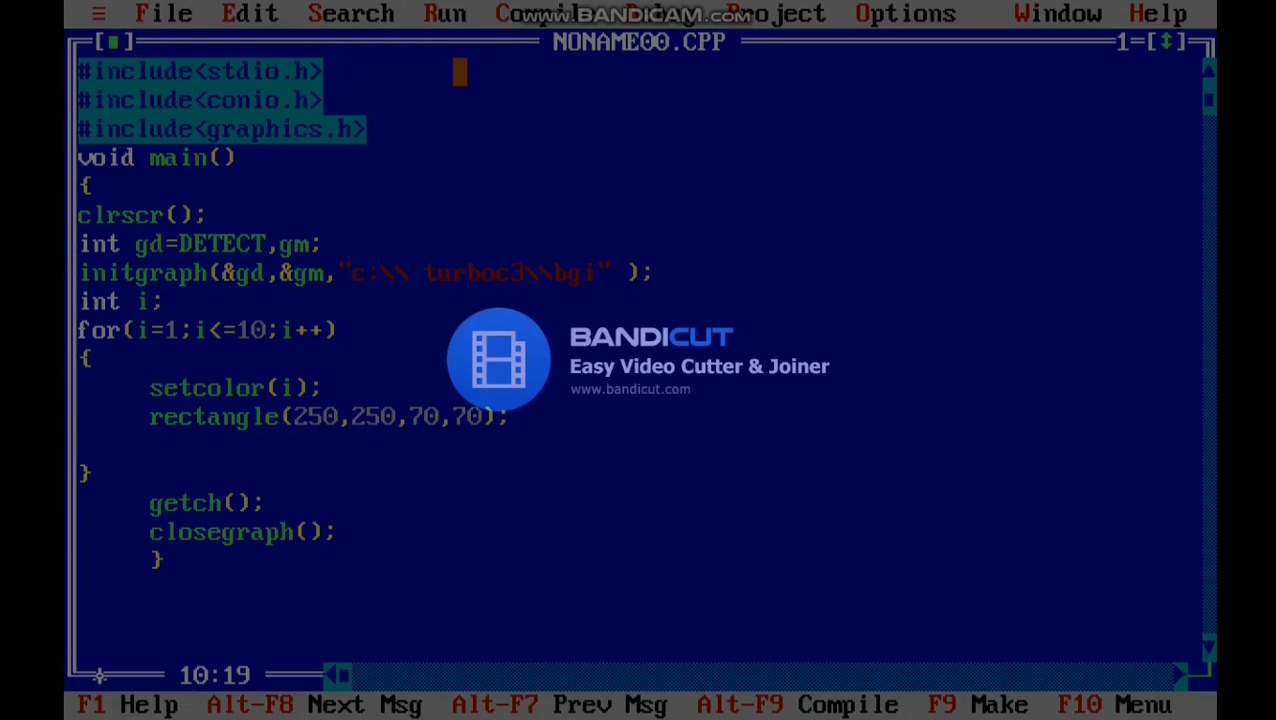 ≡ File Edit Search Run Compile Debug Project Options Window Help
www.BANDICAM.com
[■] NONAME00.CPP 1=[↕]
#include<stdio.h>
#include<conio.h>
#include<graphics.h>
void main()
{
clrscr();
int gd=DETECT,gm;
initgraph(&gd,&gm,"c:\\ turboc3\\bgi" );
int i;
for(i=1;i<=10;i++)
{
setcolor(i);
rectangle(250,250,70,70);
}
getch();
closegraph();
}
BANDICUT
Easy Video Cutter & Joiner
www.bandicut.com
10:19
F1 Help Alt-F8 Next Msg Alt-F7 Prev Msg Alt-F9 Compile F9 Make F10 Menu